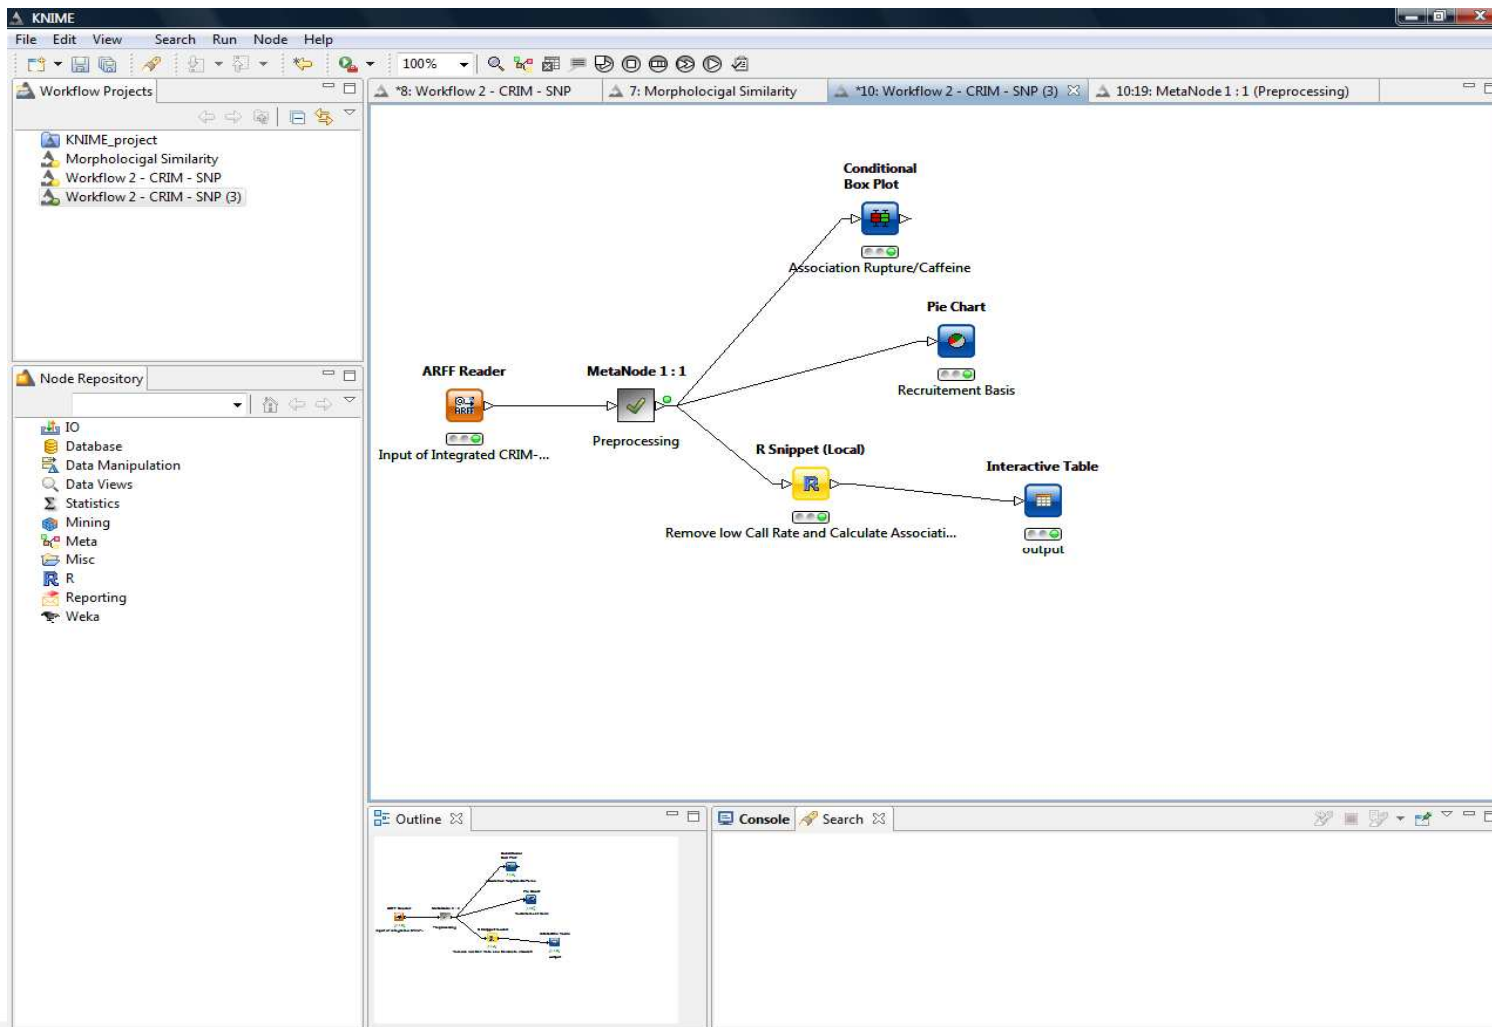 KNIME
File Edit View Search Run Node Help
100%
Workflow Projects
KNIME_project
Morpholocigal Similarity
Workflow 2 - CRIM - SNP
Workflow 2 - CRIM - SNP (3)
Node Repository
IO
Database
Data Manipulation
Data Views
Statistics
Mining
Meta
Misc
R
Reporting
Weka
*8: Workflow 2 - CRIM - SNP
7: Morpholocigal Similarity
*10: Workflow 2 - CRIM - SNP (3)
10:19: MetaNode 1 : 1 (Preprocessing)
Conditional
Box Plot
Association Rupture/Caffeine
Pie Chart
Recruitement Basis
ARFF Reader
Input of Integrated CRIM-...
MetaNode 1 : 1
Preprocessing
R Snippet (Local)
Remove low Call Rate and Calculate Associati...
Interactive Table
output
Outline
Console
Search